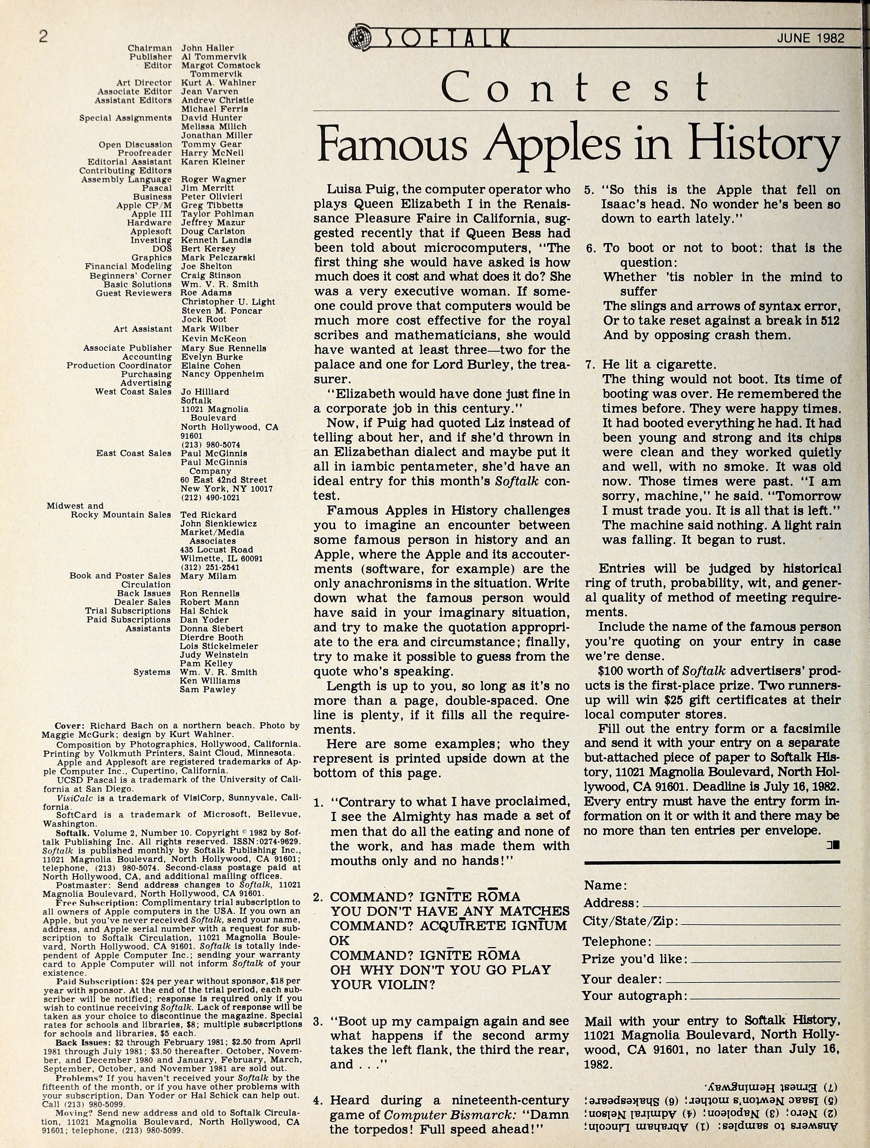 2
SOFTALK
JUNE 1982
Chairman John Haller
Publisher Al Tommervik
Editor Margot Comstock
Tommervik
Art Director Kurt A. Wahlner
Associate Editor Jean Varven
Assistant Editors Andrew Christie
Michael Ferris
Special Assignments David Hunter
Melissa Milich
Jonathan Miller
Open Discussion Tommy Gear
Proofreader Harry McNeil
Editorial Assistant Karen Kleiner
Contributing Editors
Assembly Language Roger Wagner
Pascal Jim Merritt
Business Peter Olivieri
Apple CP/M Greg Tibbetts
Apple III Taylor Pohlman
Hardware Jeffrey Mazur
Applesoft Doug Carlston
Investing Kenneth Landis
DOS Bert Kersey
Graphics Mark Pelczarski
Financial Modeling Joe Shelton
Beginners' Corner Craig Stinson
Basic Solutions Wm. V. R. Smith
Guest Reviewers Roe Adams
Christopher U. Light
Steven M. Poncar
Jock Root
Art Assistant Mark Wilber
Kevin McKeon
Associate Publisher Mary Sue Rennells
Accounting Evelyn Burke
Production Coordinator Elaine Cohen
Purchasing Nancy Oppenheim
Advertising
West Coast Sales Jo Hilliard
Softalk
11021 Magnolia
Boulevard
North Hollywood, CA
91601
(213) 980-5074
East Coast Sales Paul McGinnis
Paul McGinnis
Company
60 East 42nd Street
New York, NY 10017
(212) 490-1021
Midwest and
Rocky Mountain Sales Ted Rickard
John Sienkiewicz
Market/Media
Associates
435 Locust Road
Wilmette, IL 60091
(312) 251-2541
Book and Poster Sales Mary Milam
Circulation
Back Issues Ron Rennells
Dealer Sales Robert Mann
Trial Subscriptions Hal Schick
Paid Subscriptions Dan Yoder
Assistants Donna Siebert
Dierdre Booth
Lois Stickelmeier
Judy Weinstein
Pam Kelley
Systems Wm. V. R. Smith
Ken Williams
Sam Pawley
Cover: Richard Bach on a northern beach. Photo by
Maggie McGurk; design by Kurt Wahlner.
Composition by Photographics, Hollywood, California.
Printing by Volkmuth Printers, Saint Cloud, Minnesota.
Apple and Applesoft are registered trademarks of Ap-
ple Computer Inc., Cupertino, California.
UCSD Pascal is a trademark of the University of Cali-
fornia at San Diego.
VisiCalc is a trademark of VisiCorp, Sunnyvale, Cali-
fornia.
SoftCard is a trademark of Microsoft, Bellevue,
Washington.
Softalk. Volume 2, Number 10. Copyright © 1982 by Sof-
talk Publishing Inc. All rights reserved. ISSN:0274-9629.
Softalk is published monthly by Softalk Publishing Inc.,
11021 Magnolia Boulevard, North Hollywood, CA 91601;
telephone, (213) 980-5074. Second-class postage paid at
North Hollywood, CA, and additional mailing offices.
Postmaster: Send address changes to Softalk, 11021
Magnolia Boulevard, North Hollywood, CA 91601.
Free Subscription: Complimentary trial subscription to
all owners of Apple computers in the USA. If you own an
Apple, but you've never received Softalk, send your name,
address, and Apple serial number with a request for sub-
scription to Softalk Circulation, 11021 Magnolia Boule-
vard, North Hollywood, CA 91601. Softalk is totally inde-
pendent of Apple Computer Inc.; sending your warranty
card to Apple Computer will not inform Softalk of your
existence.
Paid Subscription: $24 per year without sponsor, $18 per
year with sponsor. At the end of the trial period, each sub-
scriber will be notified; response is required only if you
wish to continue receiving Softalk. Lack of response will be
taken as your choice to discontinue the magazine. Special
rates for schools and libraries, $8; multiple subscriptions
for schools and libraries, $5 each.
Back Issues: $2 through February 1981; $2.50 from April
1981 through July 1981; $3.50 thereafter. October, Novem-
ber, and December 1980 and January, February, March,
September, October, and November 1981 are sold out.
Problems? If you haven't received your Softalk by the
fifteenth of the month, or if you have other problems with
your subscription, Dan Yoder or Hal Schick can help out.
Call (213) 980-5099.
Moving? Send new address and old to Softalk Circula-
tion, 11021 Magnolia Boulevard, North Hollywood, CA
91601; telephone, (213) 980-5099.
Contest
Famous Apples in History
Luisa Puig, the computer operator who
plays Queen Elizabeth I in the Renais-
sance Pleasure Faire in California, sug-
gested recently that if Queen Bess had
been told about microcomputers, "The
first thing she would have asked is how
much does it cost and what does it do? She
was a very executive woman. If some-
one could prove that computers would be
much more cost effective for the royal
scribes and mathematicians, she would
have wanted at least three—two for the
palace and one for Lord Burley, the trea-
surer.
"Elizabeth would have done just fine in
a corporate job in this century."
Now, if Puig had quoted Liz instead of
telling about her, and if she'd thrown in
an Elizabethan dialect and maybe put it
all in iambic pentameter, she'd have an
ideal entry for this month's Softalk con-
test.
Famous Apples in History challenges
you to imagine an encounter between
some famous person in history and an
Apple, where the Apple and its accouter-
ments (software, for example) are the
only anachronisms in the situation. Write
down what the famous person would
have said in your imaginary situation,
and try to make the quotation appropri-
ate to the era and circumstance; finally,
try to make it possible to guess from the
quote who's speaking.
Length is up to you, so long as it's no
more than a page, double-spaced. One
line is plenty, if it fills all the require-
ments.
Here are some examples; who they
represent is printed upside down at the
bottom of this page.
1. "Contrary to what I have proclaimed,
I see the Almighty has made a set of
men that do all the eating and none of
the work, and has made them with
mouths only and no hands!"
2. COMMAND? IGNĪTE RŌMA
YOU DON'T HAVE ANY MATCHES
COMMAND? ACQUĪRETE IGNĪUM
OK
COMMAND? IGNĪTE RŌMA
OH WHY DON'T YOU GO PLAY
YOUR VIOLIN?
3. "Boot up my campaign again and see
what happens if the second army
takes the left flank, the third the rear,
and . . ."
4. Heard during a nineteenth-century
game of Computer Bismarck: "Damn
the torpedos! Full speed ahead!"
5. "So this is the Apple that fell on
Isaac's head. No wonder he's been so
down to earth lately."
6. To boot or not to boot: that is the
question:
Whether 'tis nobler in the mind to
suffer
The slings and arrows of syntax error,
Or to take reset against a break in 512
And by opposing crash them.
7. He lit a cigarette.
The thing would not boot. Its time of
booting was over. He remembered the
times before. They were happy times.
It had booted everything he had. It had
been young and strong and its chips
were clean and they worked quietly
and well, with no smoke. It was old
now. Those times were past. "I am
sorry, machine," he said. "Tomorrow
I must trade you. It is all that is left."
The machine said nothing. A light rain
was falling. It began to rust.
Entries will be judged by historical
ring of truth, probability, wit, and gener-
al quality of method of meeting require-
ments.
Include the name of the famous person
you're quoting on your entry in case
we're dense.
$100 worth of Softalk advertisers' prod-
ucts is the first-place prize. Two runners-
up will win $25 gift certificates at their
local computer stores.
Fill out the entry form or a facsimile
and send it with your entry on a separate
but-attached piece of paper to Softalk His-
tory, 11021 Magnolia Boulevard, North Hol-
lywood, CA 91601. Deadline is July 16, 1982.
Every entry must have the entry form in-
formation on it or with it and there may be
no more than ten entries per envelope.
Name:
Address:
City/State/Zip:
Telephone:
Prize you'd like:
Your dealer:
Your autograph:
Mail with your entry to Softalk History,
11021 Magnolia Boulevard, North Holly-
wood, CA 91601, no later than July 16,
1982.
Answers to samples: (1) Abraham Lincoln;
(2) Nero; (3) Napoleon; (4) Admiral Nelson;
(5) Isaac Newton's mother; (6) Shakespeare;
(7) Ernest Hemingway.